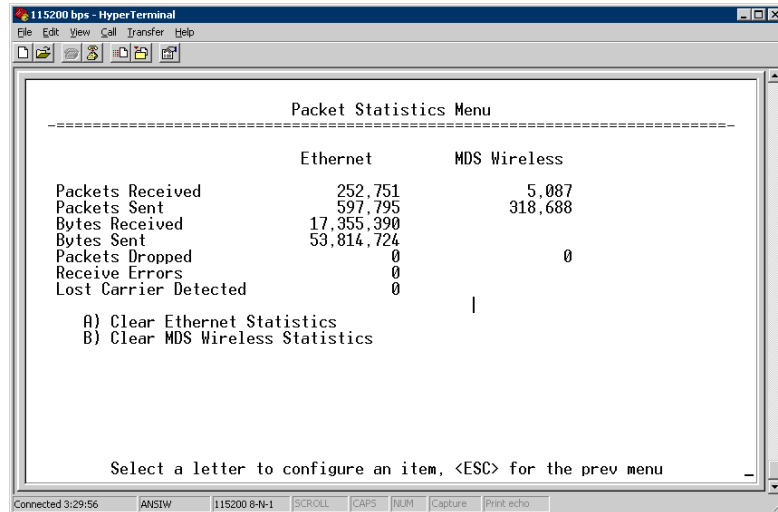 115200 bps - HyperTerminal
File Edit View Call Transfer Help
Packet Statistics Menu
-==========================================================================-
Ethernet MDS Wireless
Packets Received 252,751 5,087
Packets Sent 597,795 318,688
Bytes Received 17,355,390
Bytes Sent 53,814,724
Packets Dropped 0 0
Receive Errors 0
Lost Carrier Detected 0
A) Clear Ethernet Statistics
B) Clear MDS Wireless Statistics
Select a letter to configure an item, <ESC> for the prev menu
Connected 3:29:56 ANSIW 115200 8-N-1 SCROLL CAPS NUM Capture Print echo